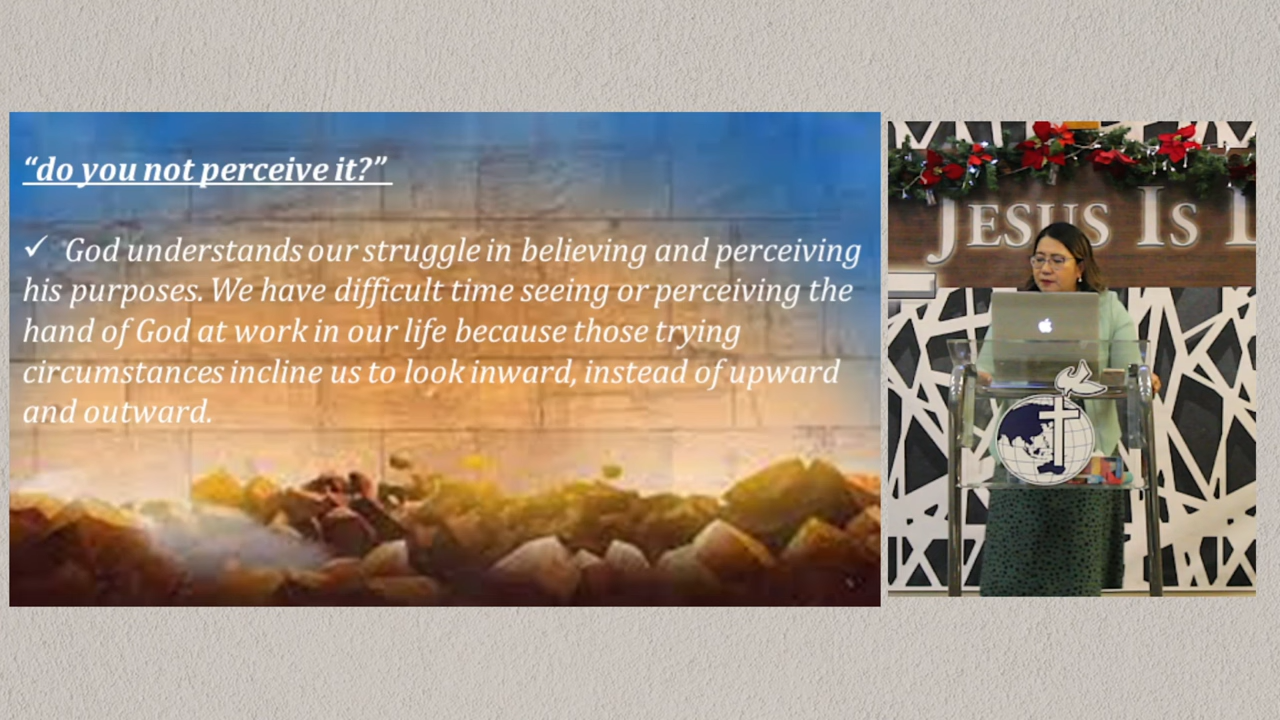 “do you not perceive it?”
✓ God understands our struggle in believing and perceiving
his purposes. We have difficult time seeing or perceiving the
hand of God at work in our life because those trying
circumstances incline us to look inward, instead of upward
and outward.
JESUS IS L